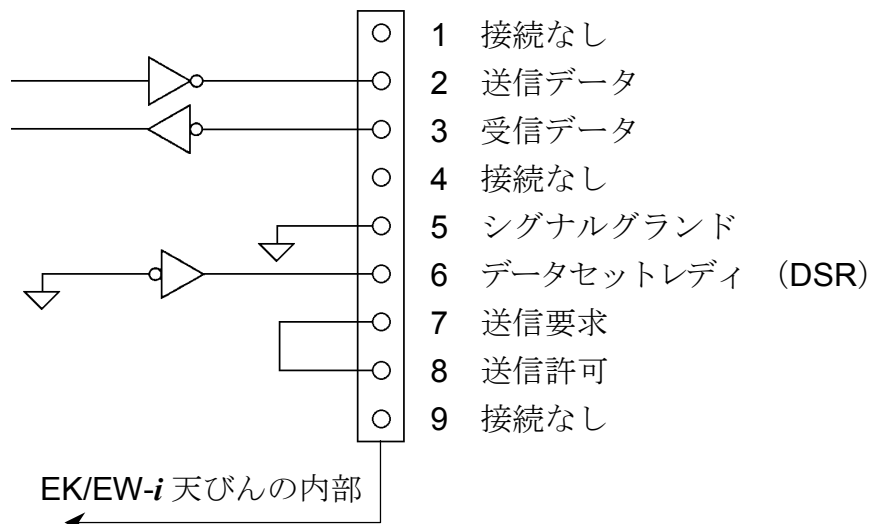 1 接続なし
2 送信データ
3 受信データ
4 接続なし
5 シグナルグランド
6 データセットレディ (DSR)
7 送信要求
8 送信許可
9 接続なし
EK/EW-i 天びんの内部